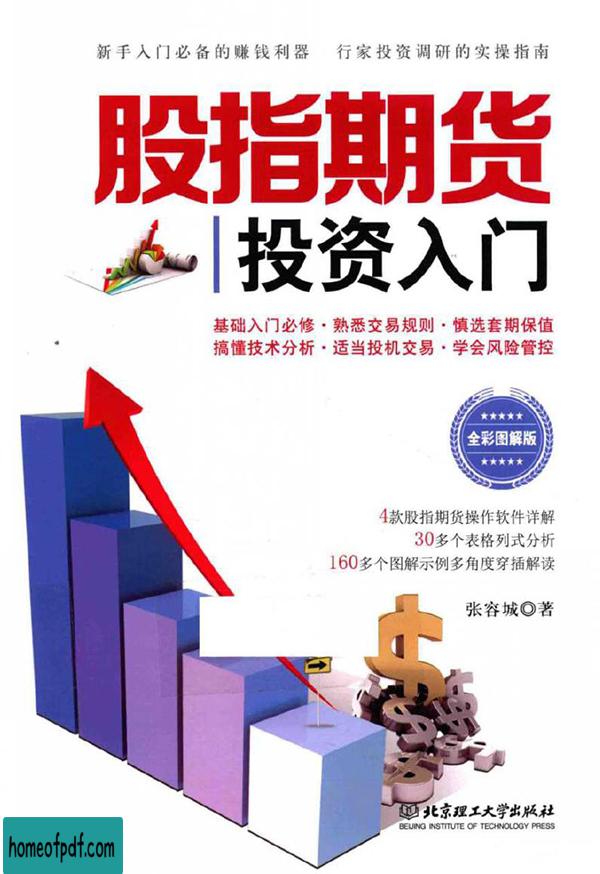 新手入门必备的赚钱利器 行家投资调研的实操指南
股指期货
投资入门
基础入门必修·熟悉交易规则·慎选套期保值
搞懂技术分析·适当投机交易·学会风险管控
全彩图解版
4款股指期货操作软件详解
30多个表格列式分析
160多个图解示例多角度穿插解读
张容城◎著
北京理工大学出版社
BEIJING INSTITUTE OF TECHNOLOGY PRESS
homeofpdf.com